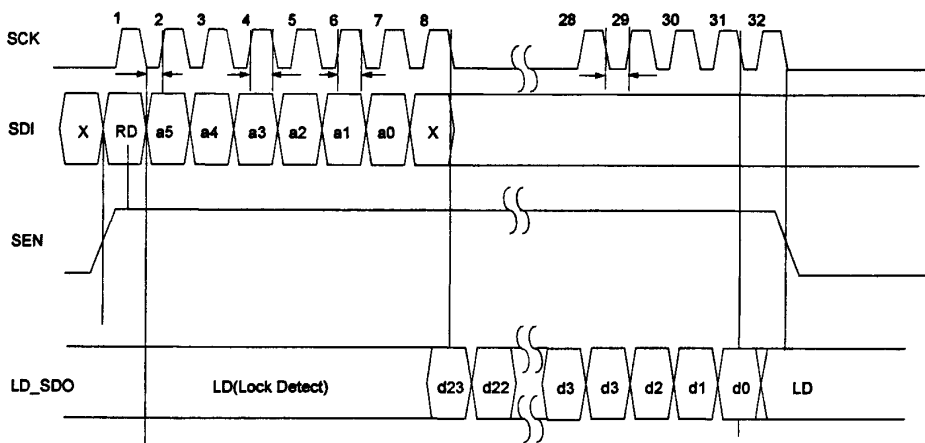 1 2 3 4 5 6 7 8 28 29 30 31 32
SCK
SDI X RD a5 a4 a3 a2 a1 a0 X
SEN
LD_SDO LD(Lock Detect) d23 d22 d3 d3 d2 d1 d0 LD